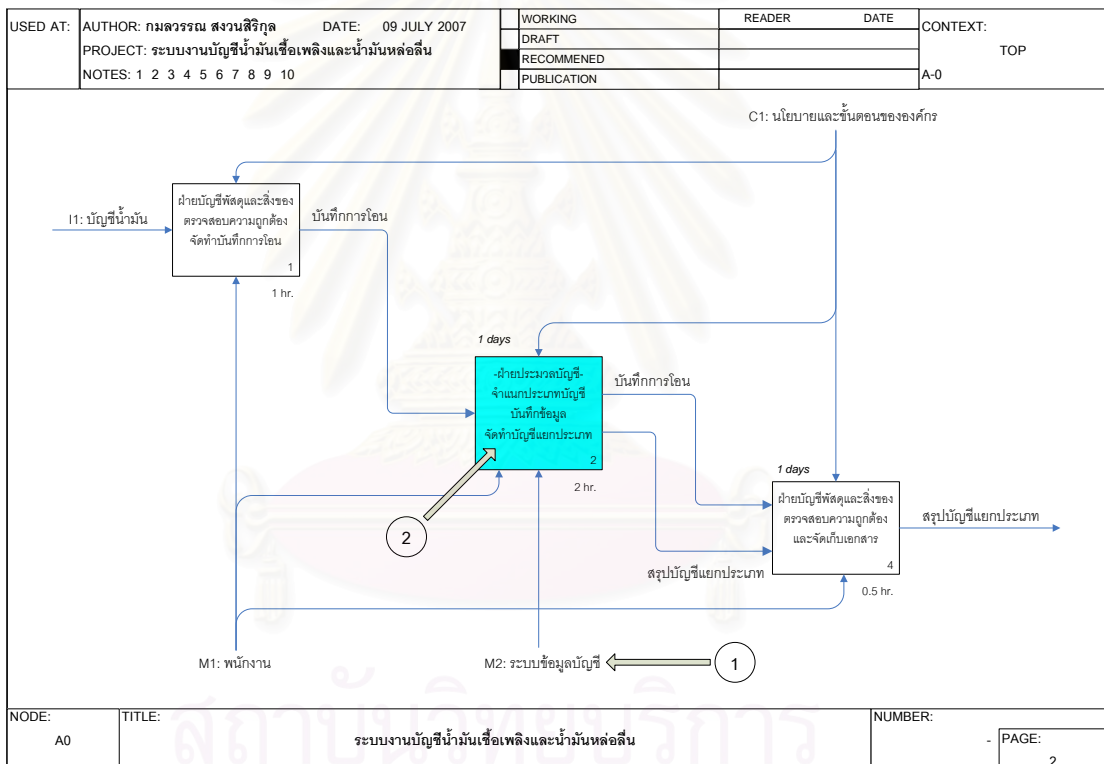 USED AT:
AUTHOR: กมลวรรณ สงวนสิริกุล DATE: 09 JULY 2007
PROJECT: ระบบงานบัญชีน้ำมันเชื้อเพลิงและน้ำมันหล่อลื่น
NOTES: 1 2 3 4 5 6 7 8 9 10
WORKING
DRAFT
RECOMMENED
PUBLICATION
READER DATE
CONTEXT:
TOP
A-0
C1: นโยบายและขั้นตอนขององค์กร
I1: บัญชีน้ำมัน
ฝ่ายบัญชีพัสดุและสิ่งของ
ตรวจสอบความถูกต้อง
จัดทำบันทึกการโอน
1
1 hr.
บันทึกการโอน
1 days
-ฝ่ายประมวลบัญชี-
จำแนกประเภทบัญชี
บันทึกข้อมูล
จัดทำบัญชีแยกประเภท
2
2 hr.
บันทึกการโอน
สรุปบัญชีแยกประเภท
1 days
ฝ่ายบัญชีพัสดุและสิ่งของ
ตรวจสอบความถูกต้อง
และจัดเก็บเอกสาร
4
0.5 hr.
สรุปบัญชีแยกประเภท
2
M1: พนักงาน
M2: ระบบข้อมูลบัญชี
1
สถาบันวิทยบริการ
NODE:
A0
TITLE:
ระบบงานบัญชีน้ำมันเชื้อเพลิงและน้ำมันหล่อลื่น
NUMBER:
-
PAGE:
2